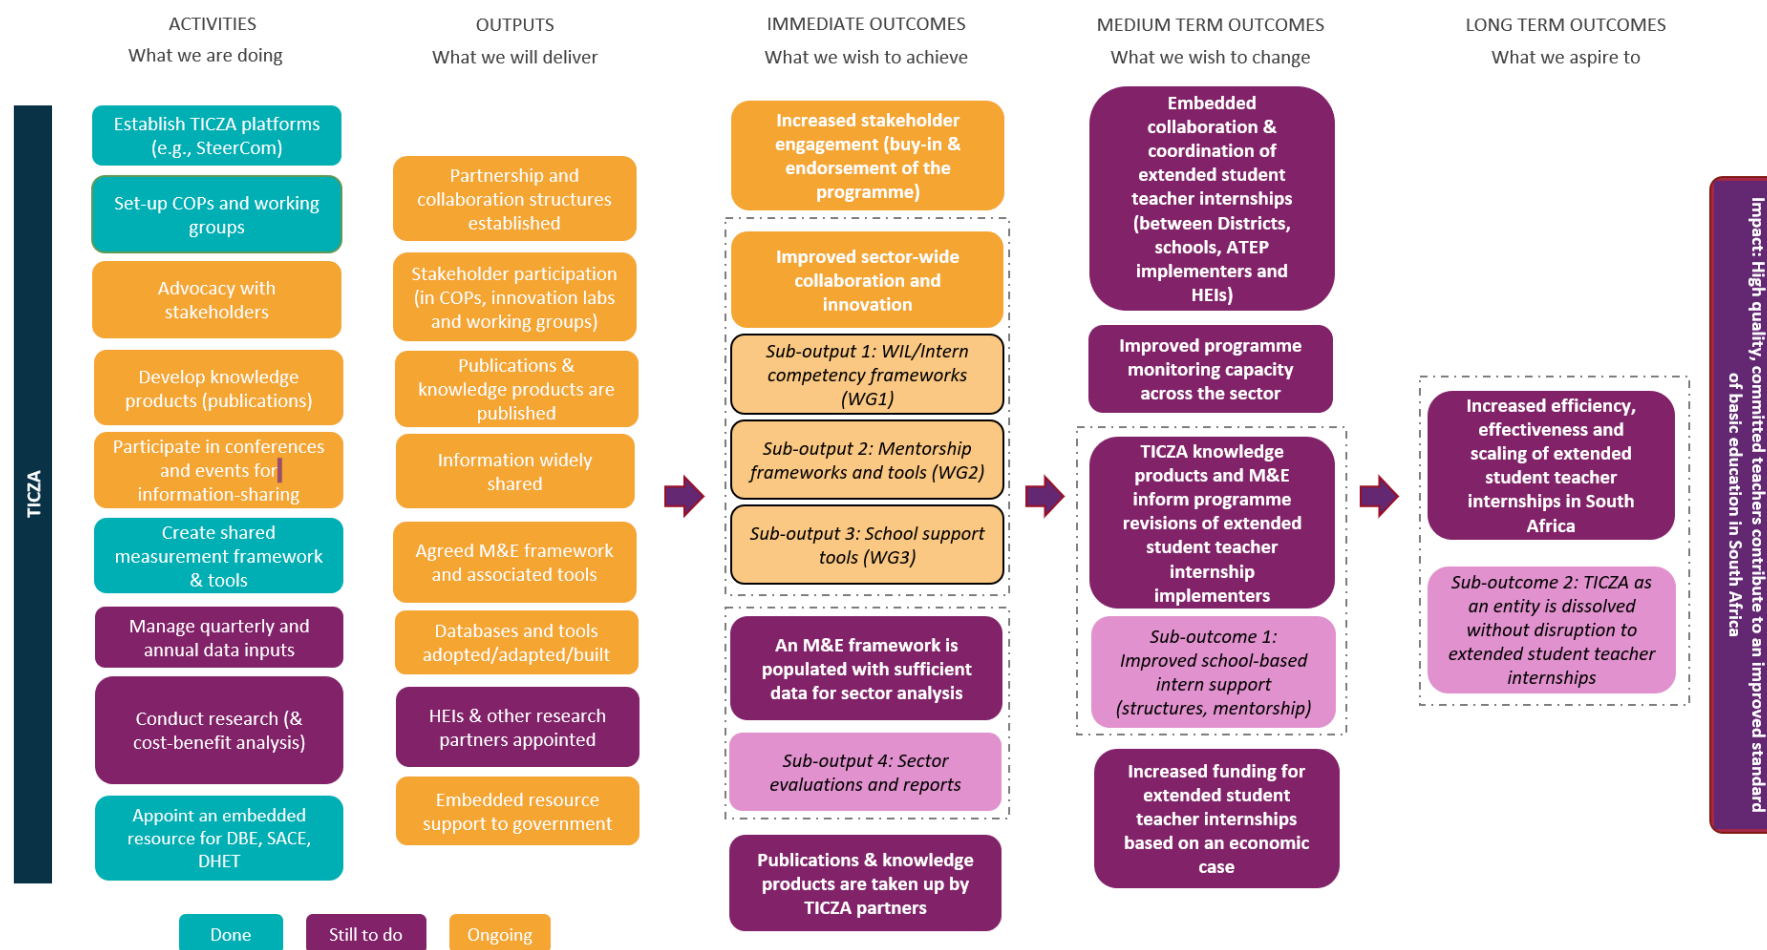 ACTIVITIES
What we are doing
OUTPUTS
What we will deliver
IMMEDIATE OUTCOMES
What we wish to achieve
MEDIUM TERM OUTCOMES
What we wish to change
LONG TERM OUTCOMES
What we aspire to
TICZA
Establish TICZA platforms
(e.g., SteerCom)
Set-up COPs and working
groups
Advocacy with
stakeholders
Develop knowledge
products (publications)
Participate in conferences
and events for
information-sharing
Create shared
measurement framework
& tools
Manage quarterly and
annual data inputs
Conduct research (&
cost-benefit analysis)
Appoint an embedded
resource for DBE, SACE,
DHET
Partnership and
collaboration structures
established
Stakeholder participation
(in COPs, innovation labs
and working groups)
Publications &
knowledge products are
published
Information widely
shared
Agreed M&E framework
and associated tools
Databases and tools
adopted/adapted/built
HEIs & other research
partners appointed
Embedded resource
support to government
Increased stakeholder
engagement (buy-in &
endorsement of the
programme)
Improved sector-wide
collaboration and
innovation
Sub-output 1: WIL/Intern
competency frameworks
(WG1)
Sub-output 2: Mentorship
frameworks and tools (WG2)
Sub-output 3: School support
tools (WG3)
An M&E framework is
populated with sufficient
data for sector analysis
Sub-output 4: Sector
evaluations and reports
Publications & knowledge
products are taken up by
TICZA partners
Embedded
collaboration &
coordination of
extended student
teacher internships
(between Districts,
schools, ATEP
implementers and
HEIs)
Improved programme
monitoring capacity
across the sector
TICZA knowledge
products and M&E
inform programme
revisions of extended
student teacher
internship
implementers
Sub-outcome 1:
Improved school-based
intern support
(structures, mentorship)
Increased funding for
extended student
teacher internships
based on an economic
case
Increased efficiency,
effectiveness and
scaling of extended
student teacher
internships in South
Africa
Sub-outcome 2: TICZA as
an entity is dissolved
without disruption to
extended student teacher
internships
Impact: High quality, committed teachers contribute to an improved standard
of basic education in South Africa
Done
Still to do
Ongoing